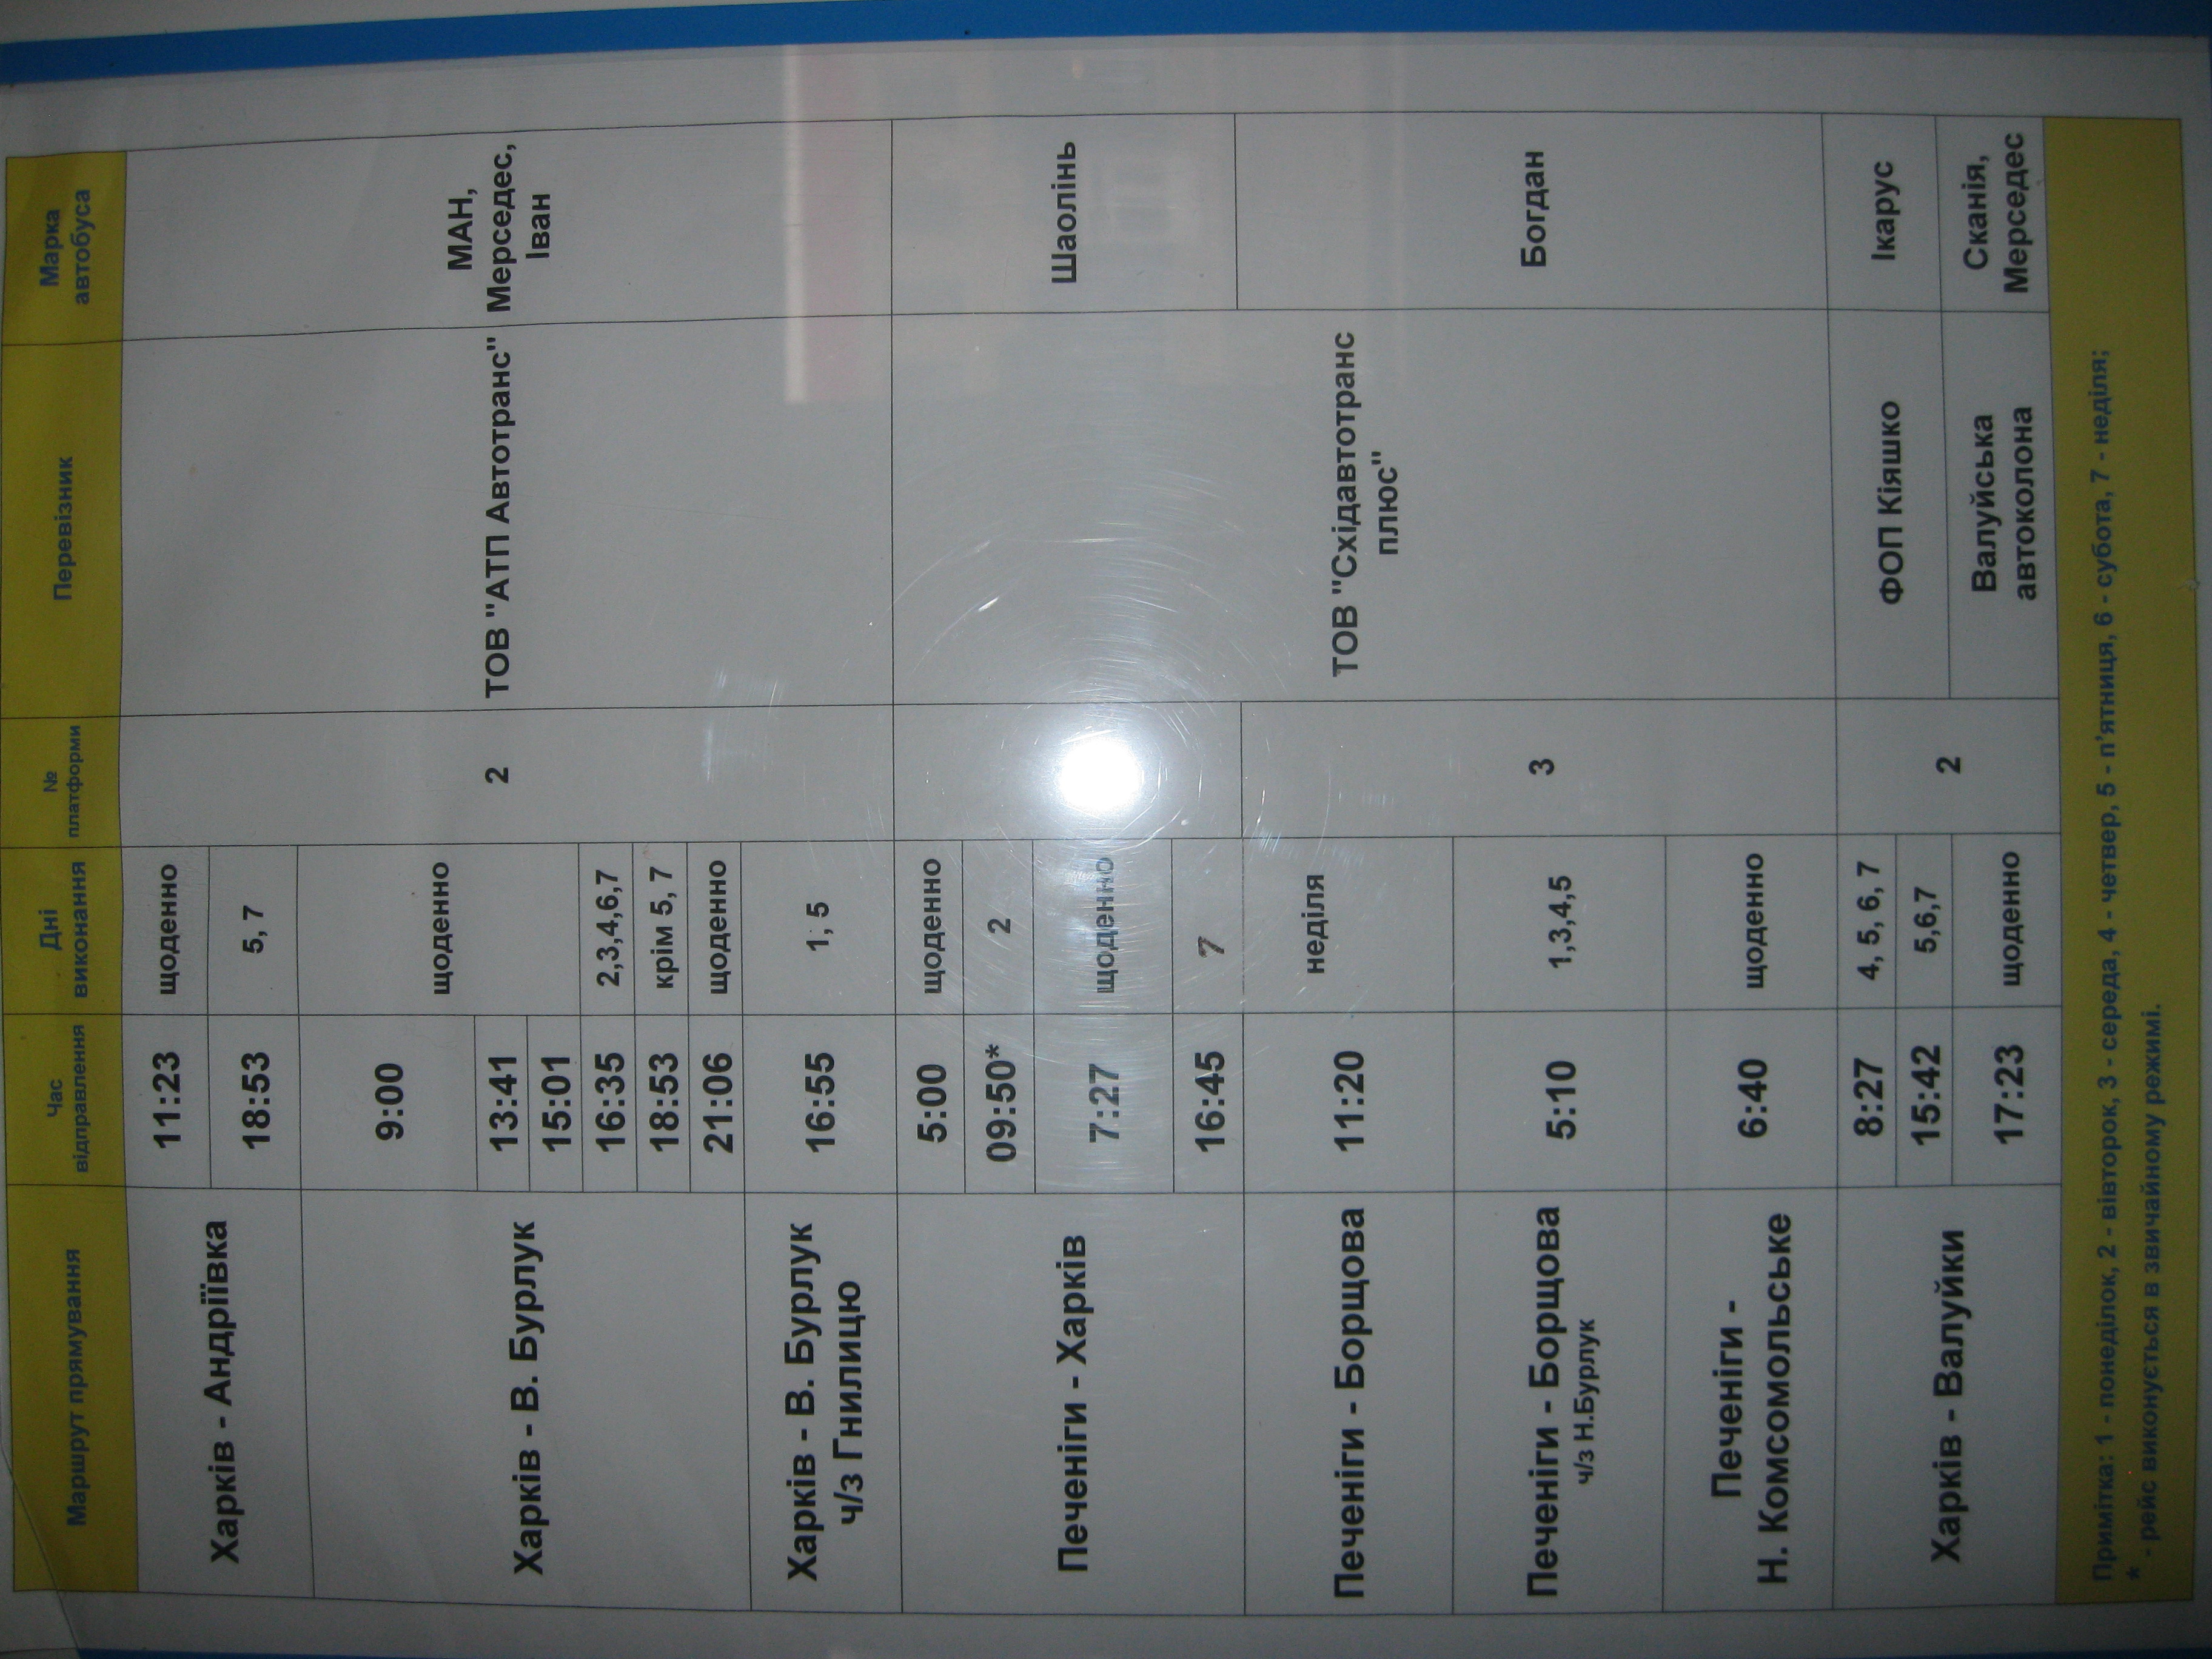 Маршрут прямування
Час
відправлення
Дні
виконання
№
платформи
Перевізник
Марка
автобуса
Харків - Андріївка
11:23
щоденно
18:53
5, 7
Харків - В. Бурлук
9:00
щоденно
13:41
15:01
16:35
2,3,4,6,7
18:53
крім 5, 7
21:06
щоденно
Харків - В. Бурлук
ч/з Гнилицю
16:55
1, 5
2
ТОВ "АТП Автотранс"
МАН,
Мерседес,
Іван
Печеніги - Харків
5:00
щоденно
09:50*
2
7:27
щоденно
16:45
7
Шаолінь
Печеніги - Борщова
11:20
неділя
Печеніги - Борщова
ч/з Н.Бурлук
5:10
1,3,4,5
Печеніги -
Н. Комсомольське
6:40
щоденно
3
ТОВ "Східавтотранс
плюс"
Богдан
Харків - Валуйки
8:27
4, 5, 6, 7
15:42
5,6,7
17:23
щоденно
2
ФОП Кіяшко
Ікарус
Валуйська
автоколона
Сканія,
Мерседес
Примітка: 1 - понеділок, 2 - вівторок, 3 - середа, 4 - четвер, 5 - п'ятниця, 6 - субота, 7 - неділя;
* - рейс виконується в звичайному режимі.